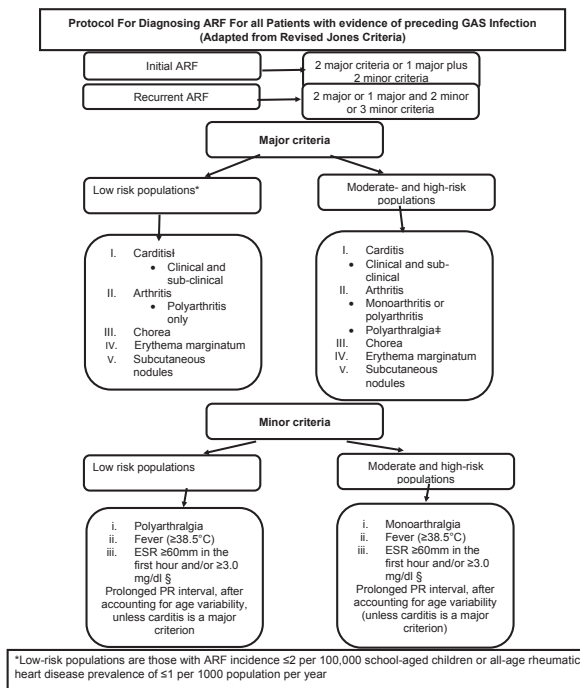 Protocol For Diagnosing ARF For all Patients with evidence of preceding GAS Infection
(Adapted from Revised Jones Criteria)
Initial ARF
2 major criteria or 1 major plus
2 minor criteria
Recurrent ARF
2 major or 1 major and 2 minor
or 3 minor criteria
Major criteria
Low risk populations*
Moderate- and high-risk
populations
I. Carditisƚ
• Clinical and
sub-clinical
II. Arthritis
• Polyarthritis
only
III. Chorea
IV. Erythema marginatum
V. Subcutaneous
nodules
I. Carditis
• Clinical and sub-
clinical
II. Arthritis
• Monoarthritis or
polyarthritis
• Polyarthralgiaǂ
III. Chorea
IV. Erythema marginatum
V. Subcutaneous
nodules
Minor criteria
Low risk populations
Moderate and high-risk
populations
i. Polyarthralgia
ii. Fever (≥38.5°C)
iii. ESR ≥60mm in the
first hour and/or ≥3.0
mg/dl §
Prolonged PR interval, after
accounting for age variability,
unless carditis is a major
criterion
i. Monoarthralgia
ii. Fever (≥38.5°C)
iii. ESR ≥60mm in the
first hour and/or ≥3.0
mg/dl §
Prolonged PR interval, after
accounting for age variability
(unless carditis is a major
criterion)
*Low-risk populations are those with ARF incidence ≤2 per 100,000 school-aged children or all-age rheumatic
heart disease prevalence of ≤1 per 1000 population per year